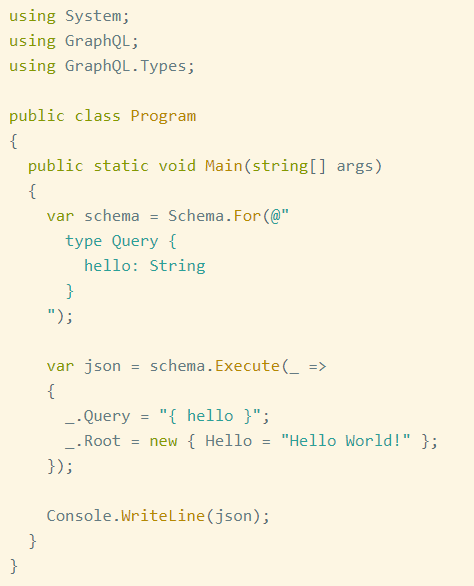 using System;
using GraphQL;
using GraphQL.Types;

public class Program
{
  public static void Main(string[] args)
  {
    var schema = Schema.For(@"
      type Query {
        hello: String
      }
    ");

    var json = schema.Execute(_ =>
    {
      _.Query = "{ hello }";
      _.Root = new { Hello = "Hello World!" };
    });

    Console.WriteLine(json);
  }
}